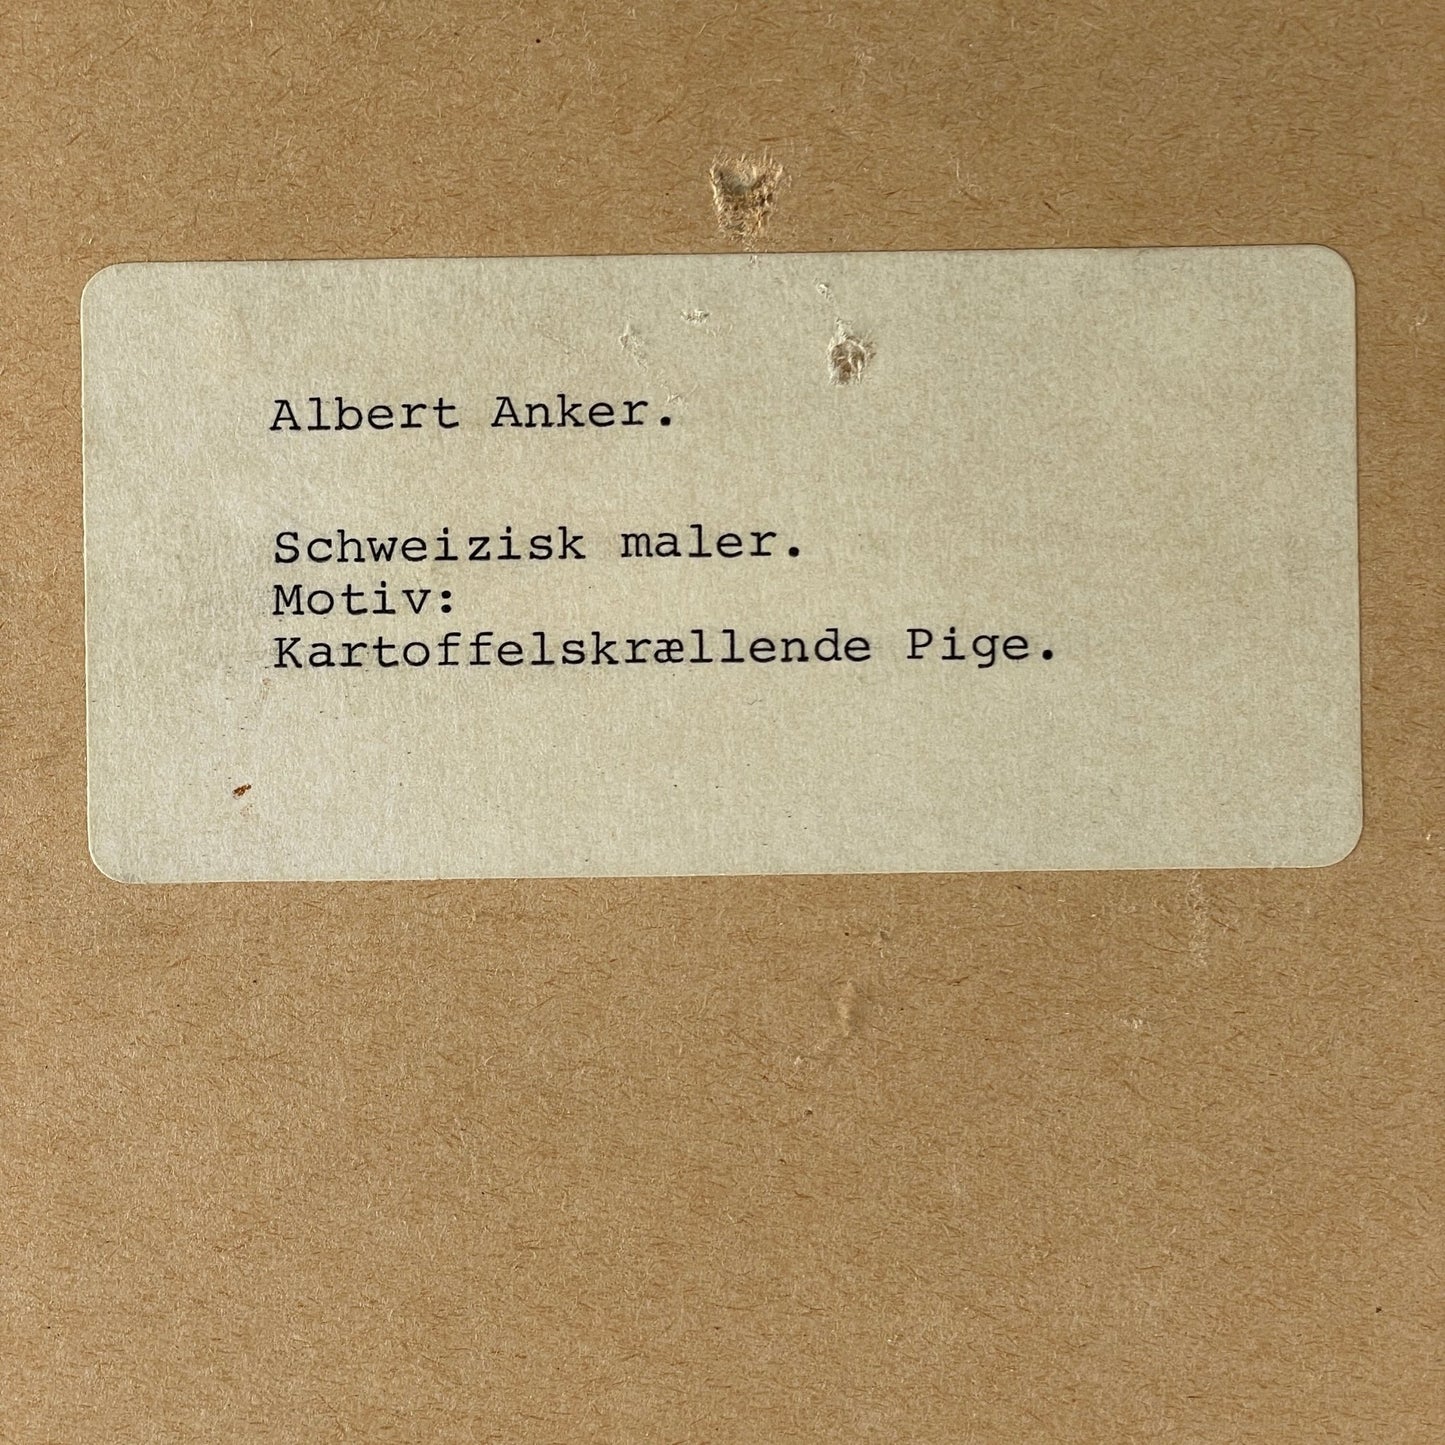 Albert Anker.
Schweizisk maler.
Motiv:
Kartoffelskrællende Pige.